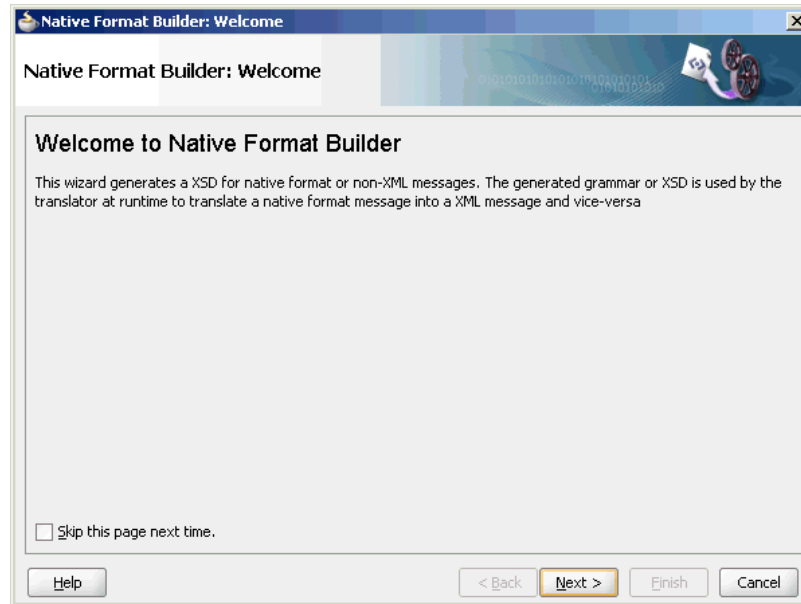 Native Format Builder: Welcome
Native Format Builder: Welcome
Welcome to Native Format Builder
This wizard generates a XSD for native format or non-XML messages. The generated grammar or XSD is used by the
translator at runtime to translate a native format message into a XML message and vice-versa
Skip this page next time.
Help
< Back
Next >
Finish
Cancel